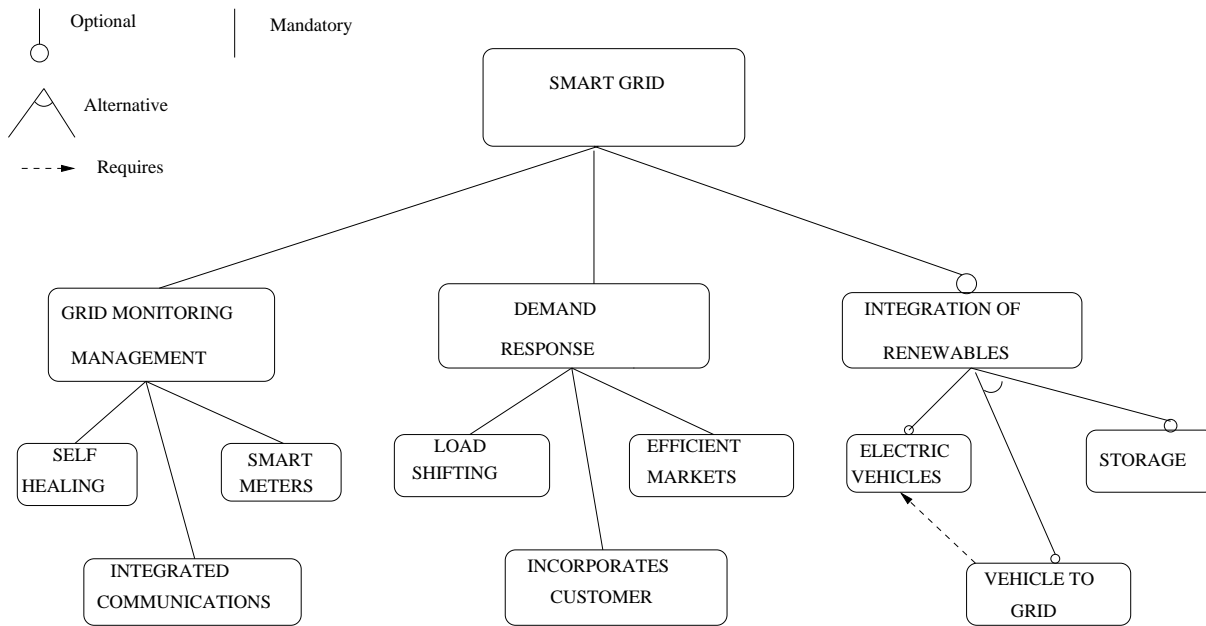 Optional
Mandatory
Alternative
Requires
SMART GRID
GRID MONITORING
MANAGEMENT
DEMAND
RESPONSE
INTEGRATION OF
RENEWABLES
SELF
HEALING
SMART
METERS
LOAD
SHIFTING
EFFICIENT
MARKETS
ELECTRIC
VEHICLES
STORAGE
INTEGRATED
COMMUNICATIONS
INCORPORATES
CUSTOMER
VEHICLE TO
GRID